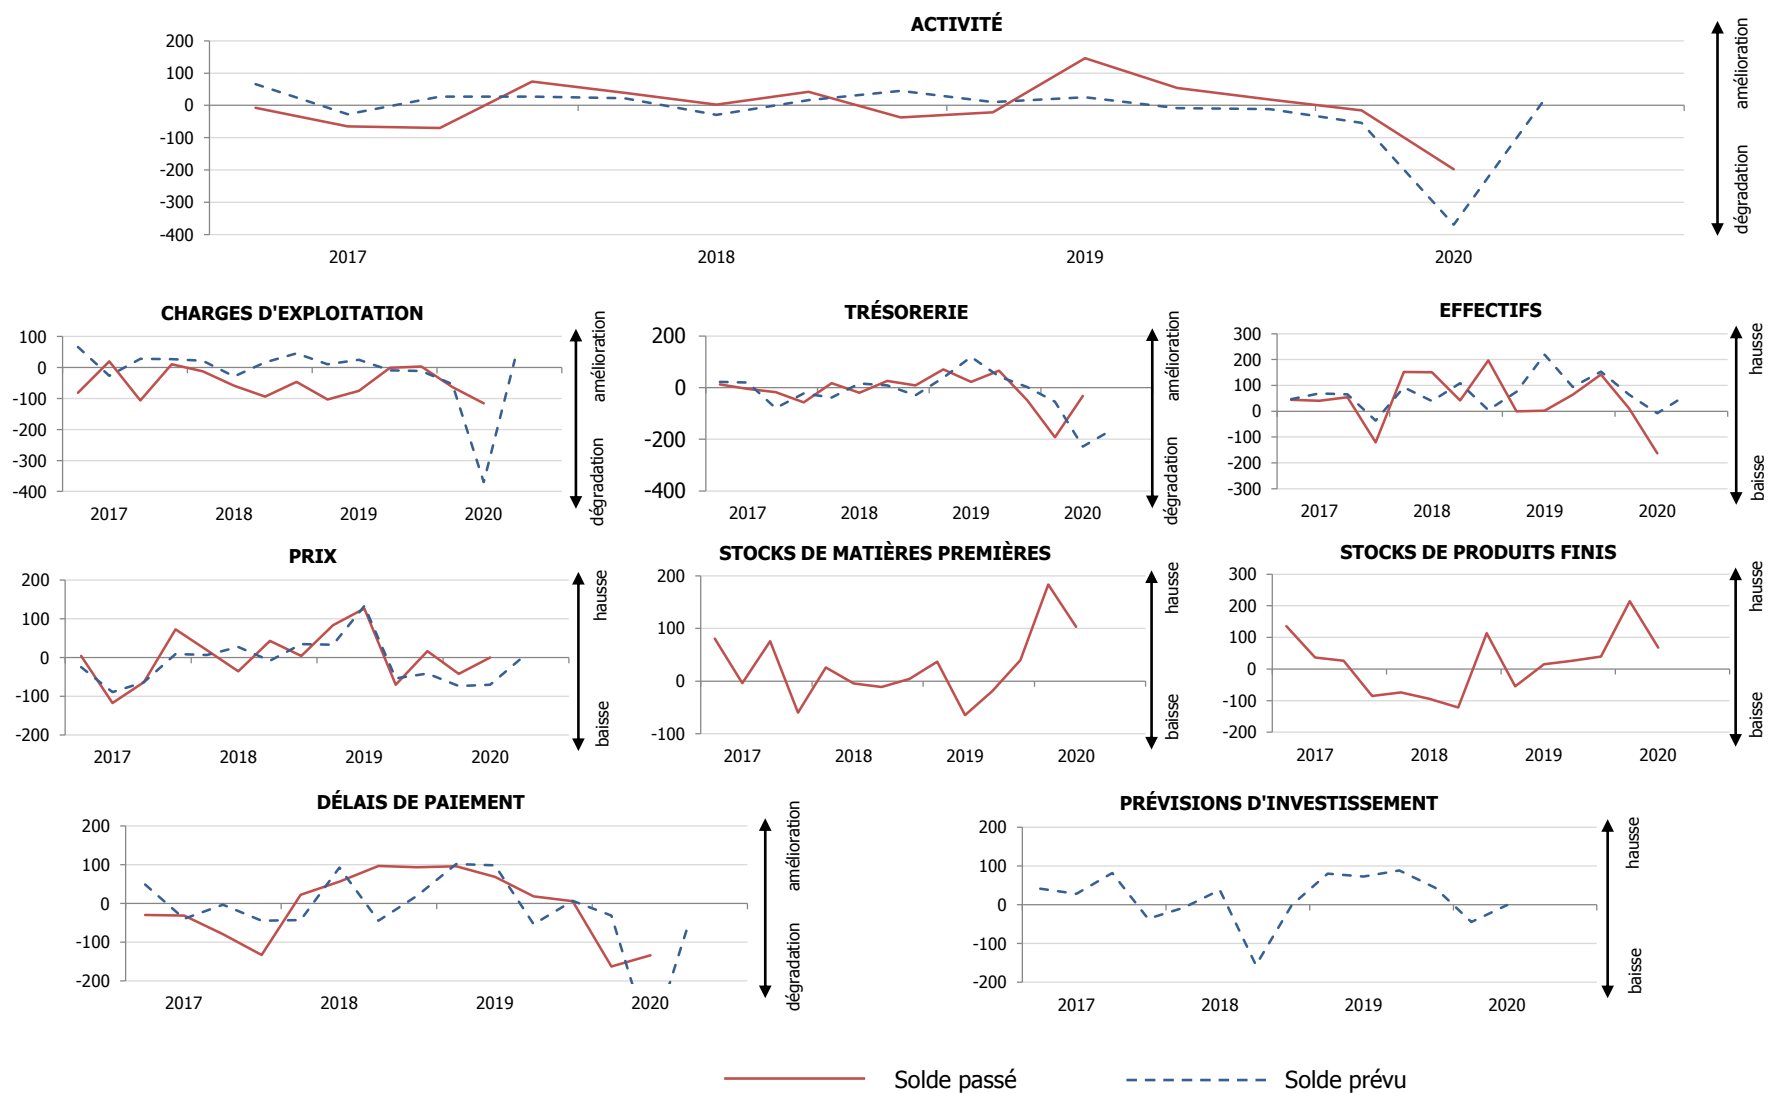 ACTIVITÉ
200
100
0
-100
-200
-300
-400
2017 2018 2019 2020
amélioration
dégradation
CHARGES D'EXPLOITATION
100
0
-100
-200
-300
-400
2017 2018 2019 2020
amélioration
dégradation
TRÉSORERIE
200
0
-200
-400
2017 2018 2019 2020
amélioration
dégradation
EFFECTIFS
300
200
100
0
-100
-200
-300
2017 2018 2019 2020
hausse
baisse
PRIX
200
100
0
-100
-200
2017 2018 2019 2020
hausse
baisse
STOCKS DE MATIÈRES PREMIÈRES
200
100
0
-100
2017 2018 2019 2020
hausse
baisse
STOCKS DE PRODUITS FINIS
300
200
100
0
-100
-200
2017 2018 2019 2020
hausse
baisse
DÉLAIS DE PAIEMENT
200
100
0
-100
-200
2017 2018 2019 2020
amélioration
dégradation
PRÉVISIONS D'INVESTISSEMENT
200
100
0
-100
-200
2017 2018 2019 2020
hausse
baisse
Solde passé
Solde prévu